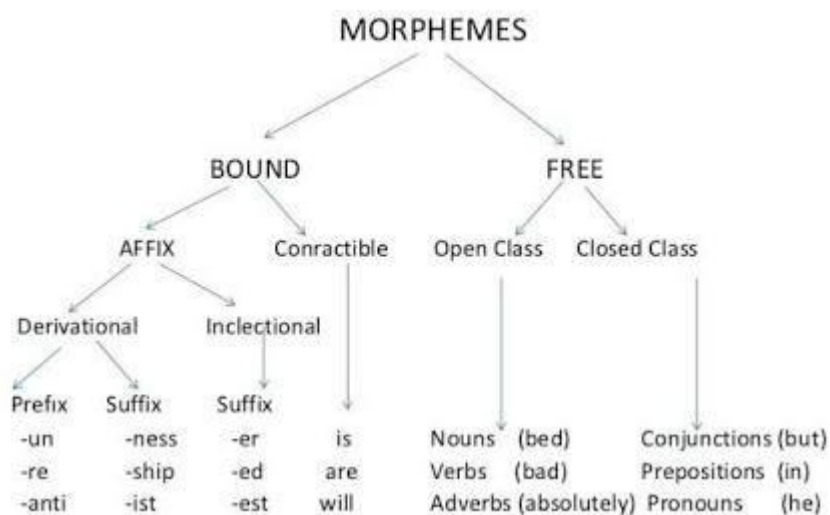 MORPHEMES
BOUND FREE
AFFIX Conractible Open Class Closed Class
Derivational Inclectional
Prefix Suffix Suffix
-un -ness -er is Nouns (bed) Conjunctions (but)
-re -ship -ed are Verbs (bad) Prepositions (in)
-anti -ist -est will Adverbs (absolutely) Pronouns (he)